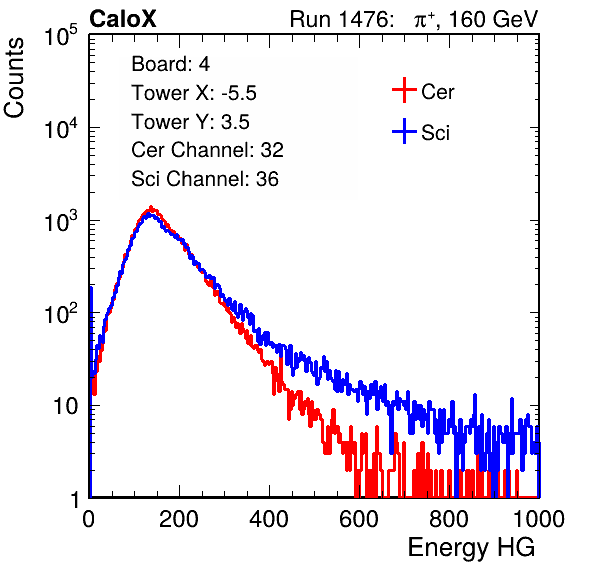 CaloX Run 1476: π⁺, 160 GeV
Counts
10⁵
10⁴
10³
10²
10
1
Board: 4
Tower X: -5.5
Tower Y: 3.5
Cer Channel: 32
Sci Channel: 36
Cer
Sci
0 200 400 600 800 1000
Energy HG